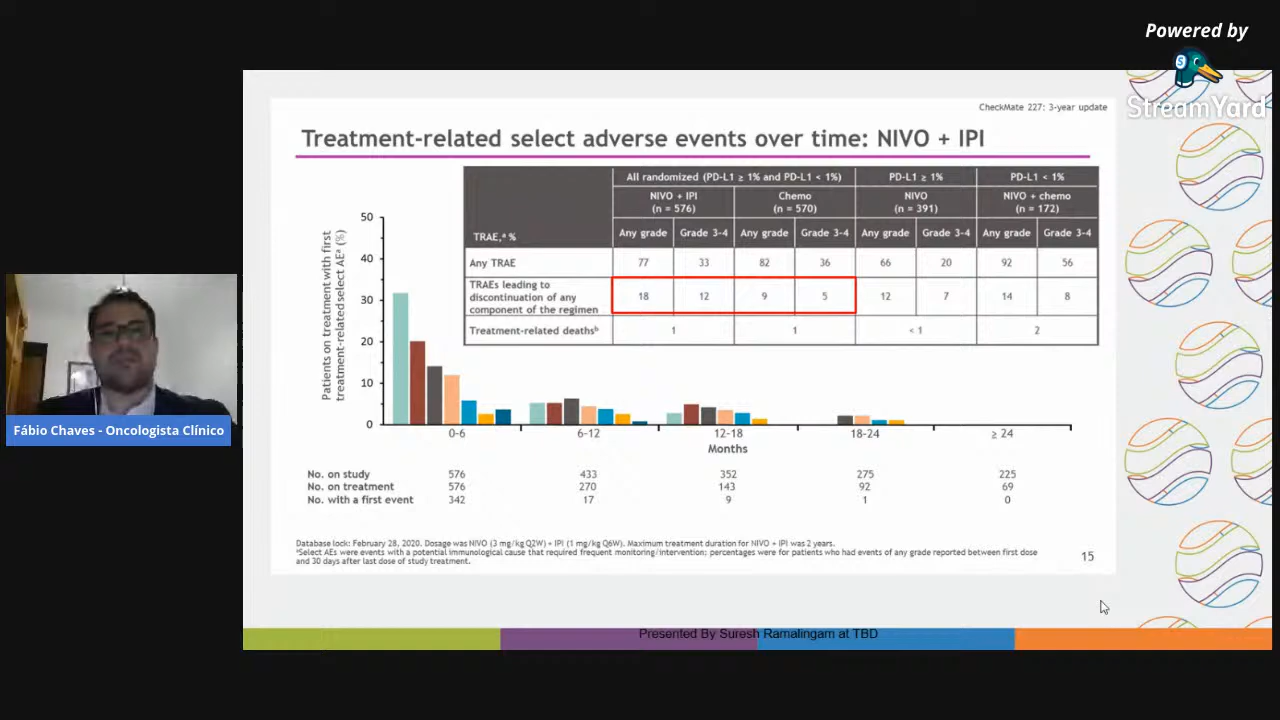 Powered by
StreamYard
CheckMate 227: 3-year update
Treatment-related select adverse events over time: NIVO + IPI
TRAE,ᵃ %
All randomized (PD-L1 ≥ 1% and PD-L1 < 1%)
PD-L1 ≥ 1%
PD-L1 < 1%
NIVO + IPI
(n = 576)
Chemo
(n = 570)
NIVO
(n = 391)
NIVO + chemo
(n = 172)
Any grade Grade 3-4 Any grade Grade 3-4 Any grade Grade 3-4 Any grade Grade 3-4
Any TRAE 77 33 82 36 66 20 92 56
TRAEs leading to
discontinuation of any
component of the regimen
18 12 9 5 12 7 14 8
Treatment-related deathsᵇ 1 1 < 1 2
Patients on treatment with first
treatment-related select AEᵃ (%)
50
40
30
20
10
0
0-6 6-12 12-18 18-24 ≥ 24
Months
No. on study 576 433 352 275 225
No. on treatment 576 270 143 92 69
No. with a first event 342 17 9 1 0
Database lock: February 28, 2020. Dosage was NIVO (3 mg/kg Q2W) + IPI (1 mg/kg Q6W). Maximum treatment duration for NIVO + IPI was 2 years.
ᵃSelect AEs were events with a potential immunological cause that required frequent monitoring/intervention; percentages were for patients who had events of any grade reported between first dose
and 30 days after last dose of study treatment.
15
Presented By Suresh Ramalingam at TBD
Fábio Chaves - Oncologista Clínico